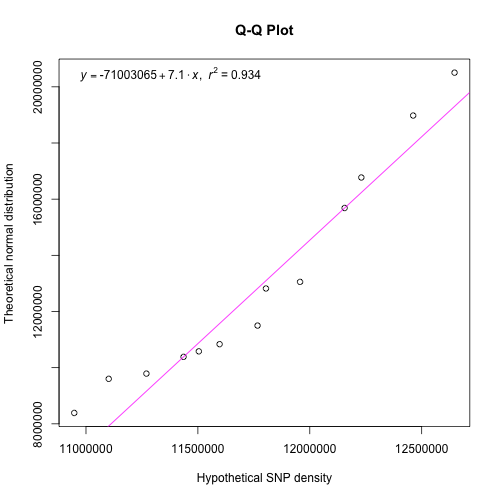 Q-Q Plot
y = -71003065 + 7.1 · x, r² = 0.934
Theoretical normal distribution
20000000
16000000
12000000
8000000
11000000 11500000 12000000 12500000
Hypothetical SNP density